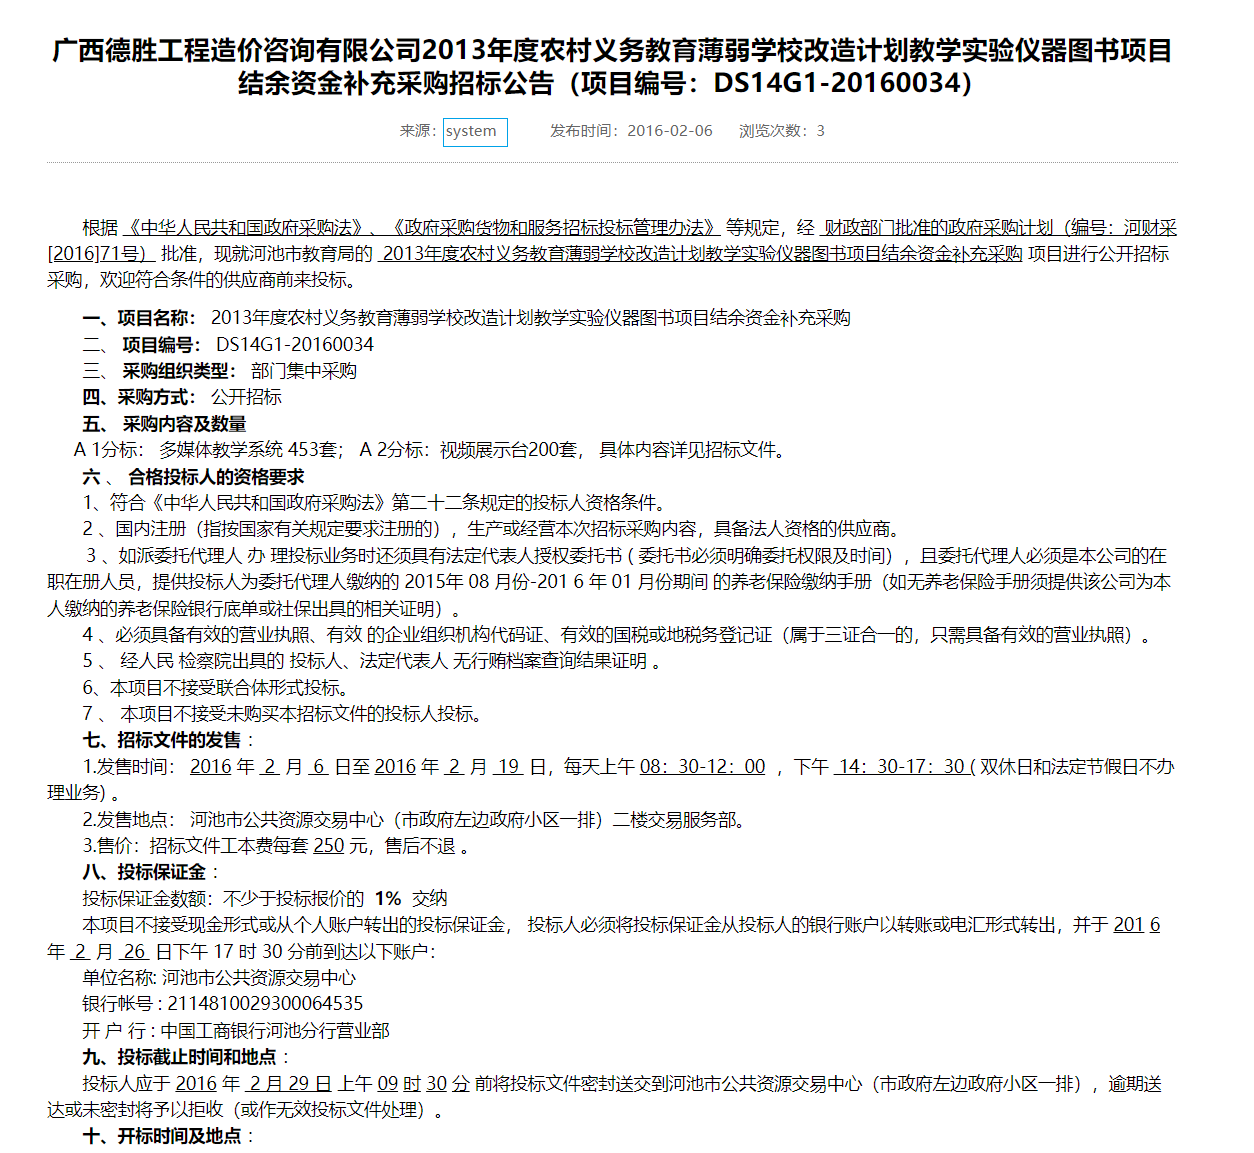 广西德胜工程造价咨询有限公司2013年度农村义务教育薄弱学校改造计划教学实验仪器图书项目
结余资金补充采购招标公告（项目编号：DS14G1-20160034）
来源：system 发布时间：2016-02-06 浏览次数：3
根据 《中华人民共和国政府采购法》、《政府采购货物和服务招标投标管理办法》 等规定，经 财政部门批准的政府采购计划（编号：河财采
[2016]71号） 批准，现就河池市教育局的 2013年度农村义务教育薄弱学校改造计划教学实验仪器图书项目结余资金补充采购 项目进行公开招标
采购，欢迎符合条件的供应商前来投标。
一、项目名称： 2013年度农村义务教育薄弱学校改造计划教学实验仪器图书项目结余资金补充采购
二、 项目编号： DS14G1-20160034
三、 采购组织类型： 部门集中采购
四、采购方式： 公开招标
五、 采购内容及数量
A 1分标： 多媒体教学系统 453套； A 2分标：视频展示台200套， 具体内容详见招标文件。
六 、 合格投标人的资格要求
1、符合《中华人民共和国政府采购法》第二十二条规定的投标人资格条件。
2 、国内注册（指按国家有关规定要求注册的），生产或经营本次招标采购内容，具备法人资格的供应商。
3 、如派委托代理人 办 理投标业务时还须具有法定代表人授权委托书 ( 委托书必须明确委托权限及时间），且委托代理人必须是本公司的在
职在册人员，提供投标人为委托代理人缴纳的 2015年 08 月份-201 6 年 01 月份期间 的养老保险缴纳手册（如无养老保险手册须提供该公司为本
人缴纳的养老保险银行底单或社保出具的相关证明）。
4 、必须具备有效的营业执照、有效 的企业组织机构代码证、有效的国税或地税务登记证（属于三证合一的，只需具备有效的营业执照）。
5 、 经人民 检察院出具的 投标人、法定代表人 无行贿档案查询结果证明 。
6、本项目不接受联合体形式投标。
7 、 本项目不接受未购买本招标文件的投标人投标。
七、招标文件的发售 ：
1.发售时间： 2016 年 2 月 6 日至 2016 年 2 月 19 日，每天上午 08：30-12：00 ，下午 14：30-17：30 ( 双休日和法定节假日不办
理业务) 。
2.发售地点： 河池市公共资源交易中心（市政府左边政府小区一排）二楼交易服务部。
3.售价：招标文件工本费每套 250 元，售后不退 。
八、投标保证金 ：
投标保证金数额：不少于投标报价的 1% 交纳
本项目不接受现金形式或从个人账户转出的投标保证金， 投标人必须将投标保证金从投标人的银行账户以转账或电汇形式转出，并于 201 6
年 2 月 26 日下午 17 时 30 分前到达以下账户：
单位名称: 河池市公共资源交易中心
银行帐号 : 2114810029300064535
开 户 行 : 中国工商银行河池分行营业部
九、投标截止时间和地点 ：
投标人应于 2016 年 2 月 29 日 上午 09 时 30 分 前将投标文件密封送交到河池市公共资源交易中心（市政府左边政府小区一排），逾期送
达或未密封将予以拒收（或作无效投标文件处理）。
十、开标时间及地点 ：